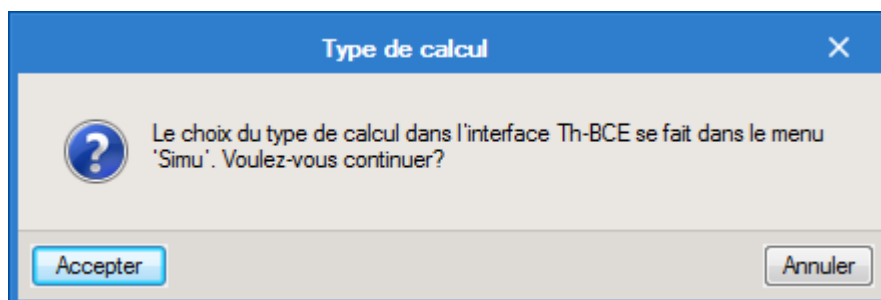 Type de calcul
Le choix du type de calcul dans l'interface Th-BCE se fait dans le menu
'Simu'. Voulez-vous continuer?
Accepter
Annuler